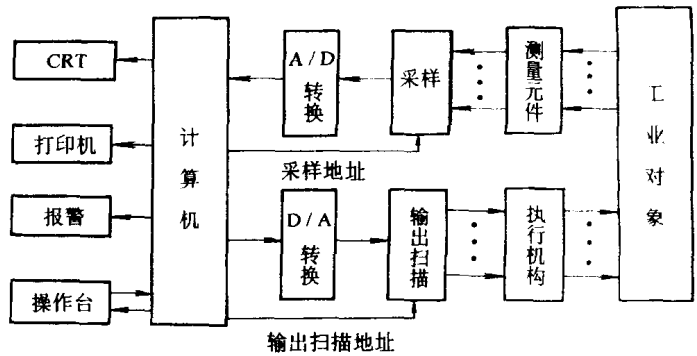 CRT
打印机
报警
操作台
计算机
A/D
转换
采样
测量元件
工业对象
采样地址
D/A
转换
输出扫描
执行机构
输出扫描地址